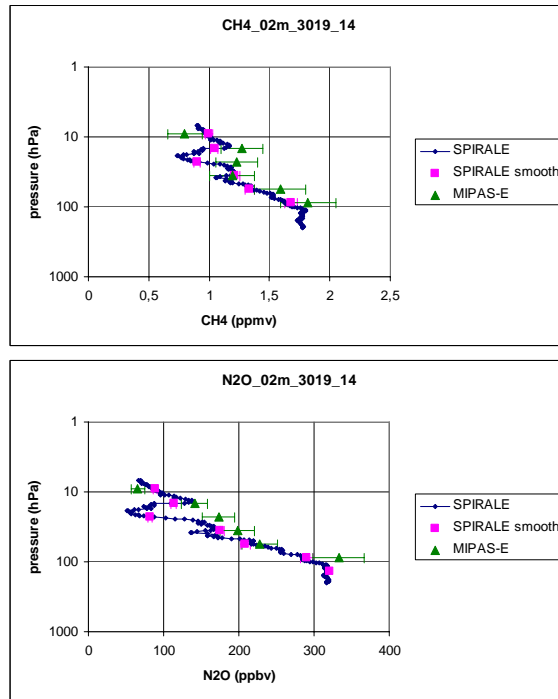 CH4_02m_3019_14
1
10
100
1000
pressure (hPa)
0
0,5
1
1,5
2
2,5
CH4 (ppmv)
SPIRALE
SPIRALE smooth
MIPAS-E
N2O_02m_3019_14
1
10
100
1000
pressure (hPa)
0
100
200
300
400
N2O (ppbv)
SPIRALE
SPIRALE smooth
MIPAS-E